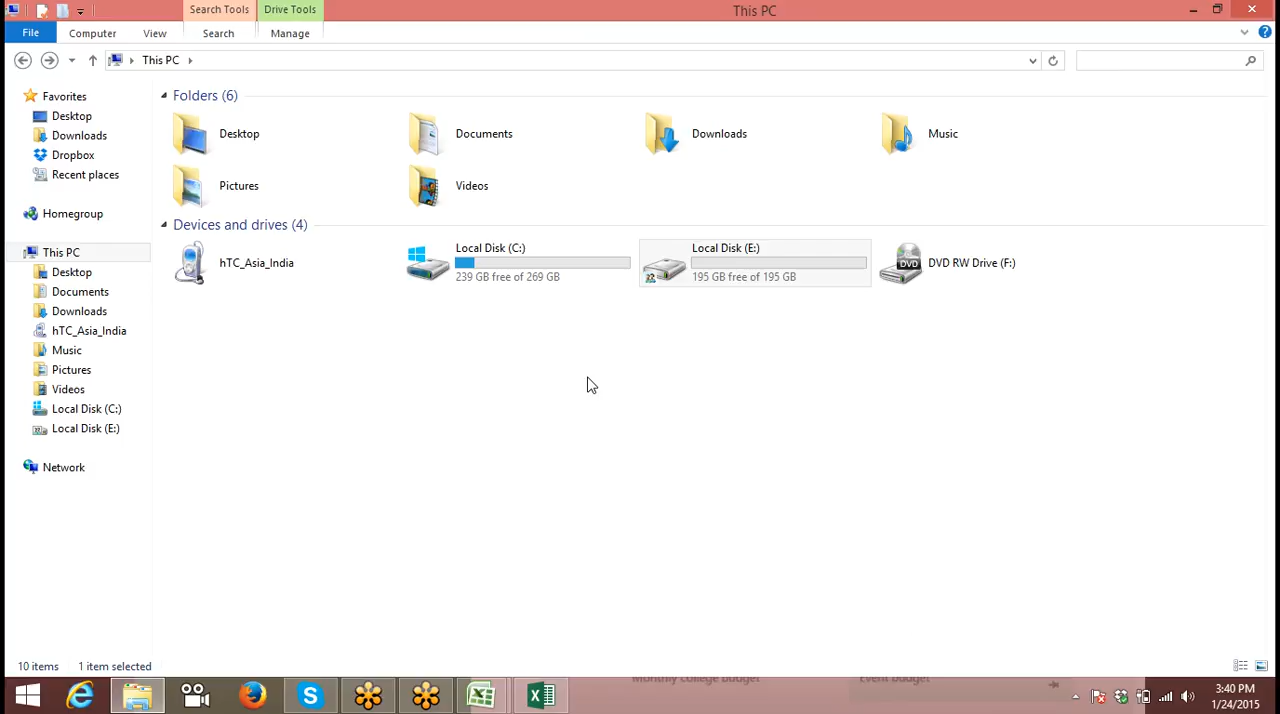 Search Tools Drive Tools This PC
File Computer View Search Manage
This PC
Favorites
Desktop
Downloads
Dropbox
Recent places
Homegroup
This PC
Desktop
Documents
Downloads
hTC_Asia_India
Music
Pictures
Videos
Local Disk (C:)
Local Disk (E:)
Network
Folders (6)
Desktop Documents Downloads Music
Pictures Videos
Devices and drives (4)
hTC_Asia_India
Local Disk (C:)
239 GB free of 269 GB
Local Disk (E:)
195 GB free of 195 GB
DVD
DVD RW Drive (F:)
10 items 1 item selected
Monthly college budget Event budget
3:40 PM
1/24/2015